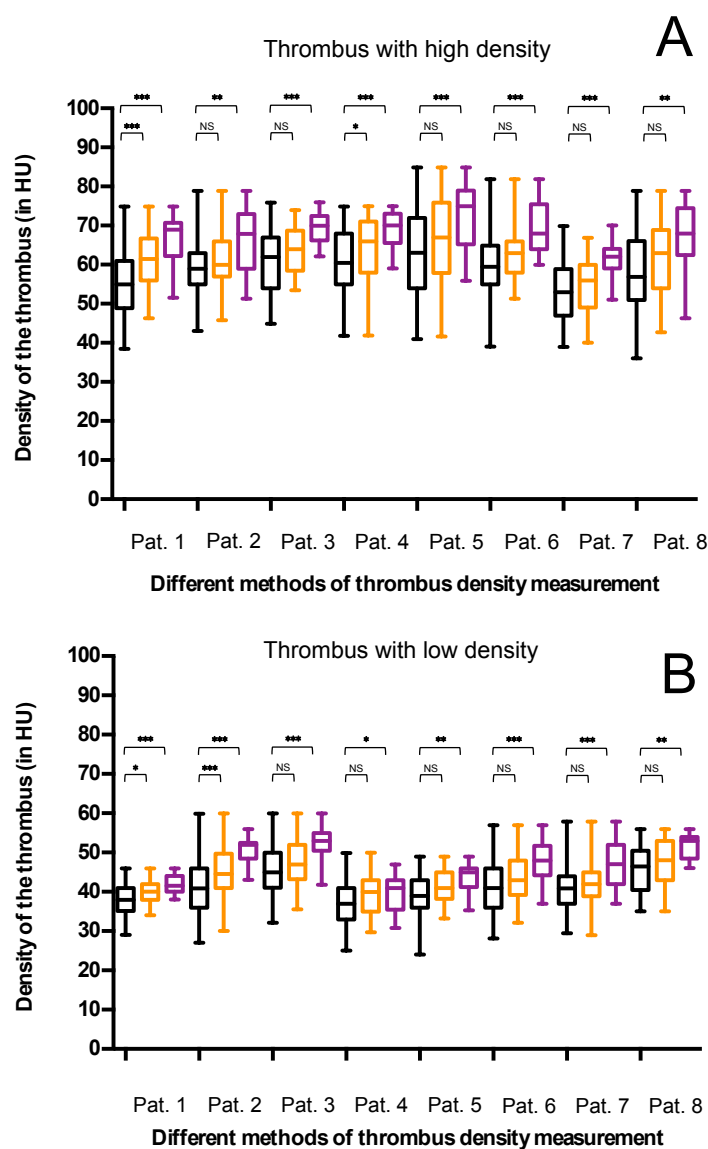 A
Thrombus with high density
*** ** *** *** *** *** *** **
*** NS NS * NS NS NS NS
100
90
80
70
60
50
40
30
20
10
0
Density of the thrombus (in HU)
Pat. 1 Pat. 2 Pat. 3 Pat. 4 Pat. 5 Pat. 6 Pat. 7 Pat. 8
Different methods of thrombus density measurement
B
Thrombus with low density
*** *** *** * ** *** *** **
* *** NS NS NS NS NS NS
100
90
80
70
60
50
40
30
20
10
0
Density of the thrombus (in HU)
Pat. 1 Pat. 2 Pat. 3 Pat. 4 Pat. 5 Pat. 6 Pat. 7 Pat. 8
Different methods of thrombus density measurement